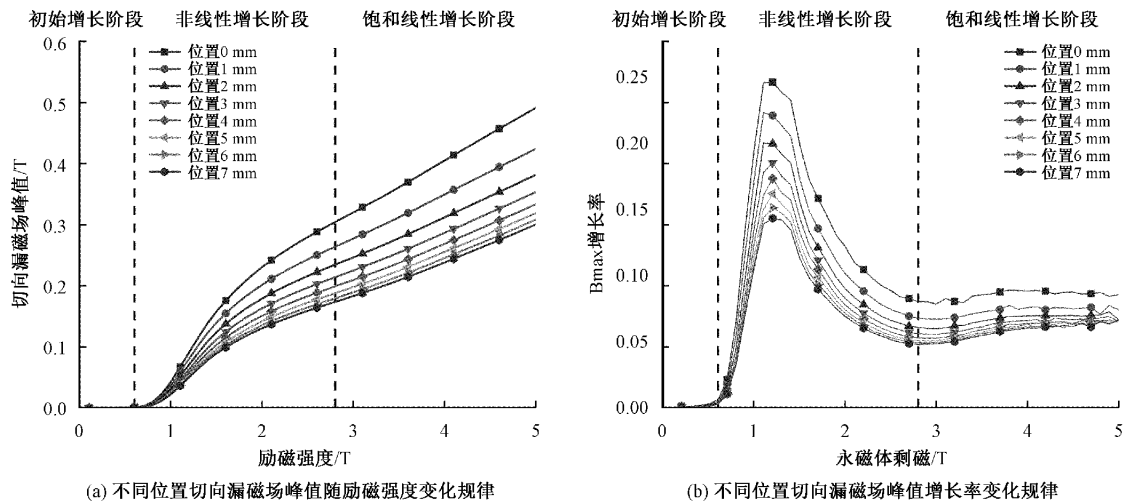 初始增长阶段 非线性增长阶段 饱和线性增长阶段
0.6
0.5
0.4
0.3
0.2
0.1
0.0
切向漏磁场峰值/T
位置0 mm
位置1 mm
位置2 mm
位置3 mm
位置4 mm
位置5 mm
位置6 mm
位置7 mm
0 1 2 3 4 5
励磁强度/T
(a) 不同位置切向漏磁场峰值随励磁强度变化规律
初始增长阶段 非线性增长阶段 饱和线性增长阶段
0.25
0.20
0.15
0.10
0.05
0.00
Bmax增长率
位置0 mm
位置1 mm
位置2 mm
位置3 mm
位置4 mm
位置5 mm
位置6 mm
位置7 mm
0 1 2 3 4 5
永磁体剩磁/T
(b) 不同位置切向漏磁场峰值增长率变化规律